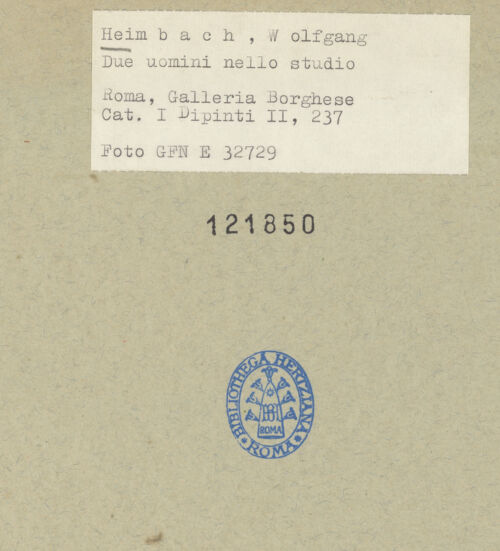 Heim b a c h , W olfgang
Due uomini nello studio
Roma, Galleria Borghese
Cat. I Dipinti II, 237
Foto GFN E 32729
121850
BIBLIOTHECA HERTZIANA
ROMA
ROMA